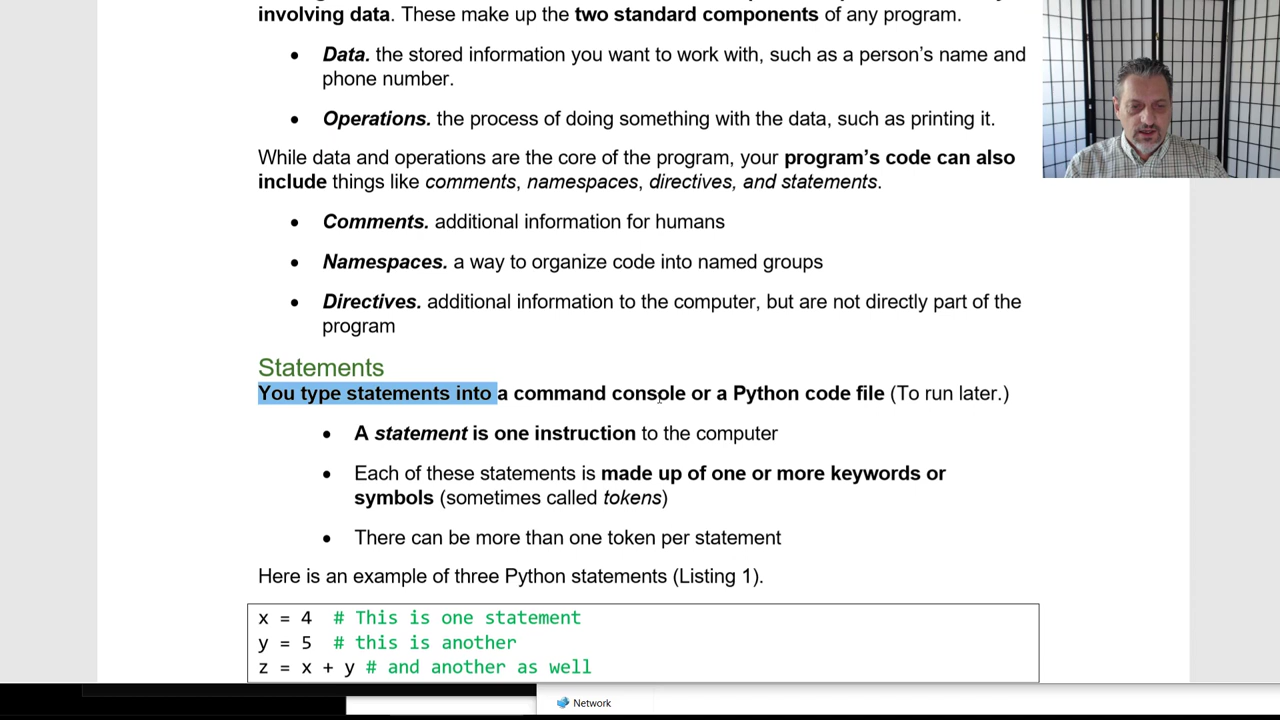 involving data. These make up the two standard components of any program.
• Data. the stored information you want to work with, such as a person's name and
phone number.
• Operations. the process of doing something with the data, such as printing it.
While data and operations are the core of the program, your program's code can also
include things like comments, namespaces, directives, and statements.
• Comments. additional information for humans
• Namespaces. a way to organize code into named groups
• Directives. additional information to the computer, but are not directly part of the
program
Statements
You type statements into a command console or a Python code file (To run later.)
• A statement is one instruction to the computer
• Each of these statements is made up of one or more keywords or
symbols (sometimes called tokens)
• There can be more than one token per statement
Here is an example of three Python statements (Listing 1).
x = 4 # This is one statement
y = 5 # this is another
z = x + y # and another as well
Network